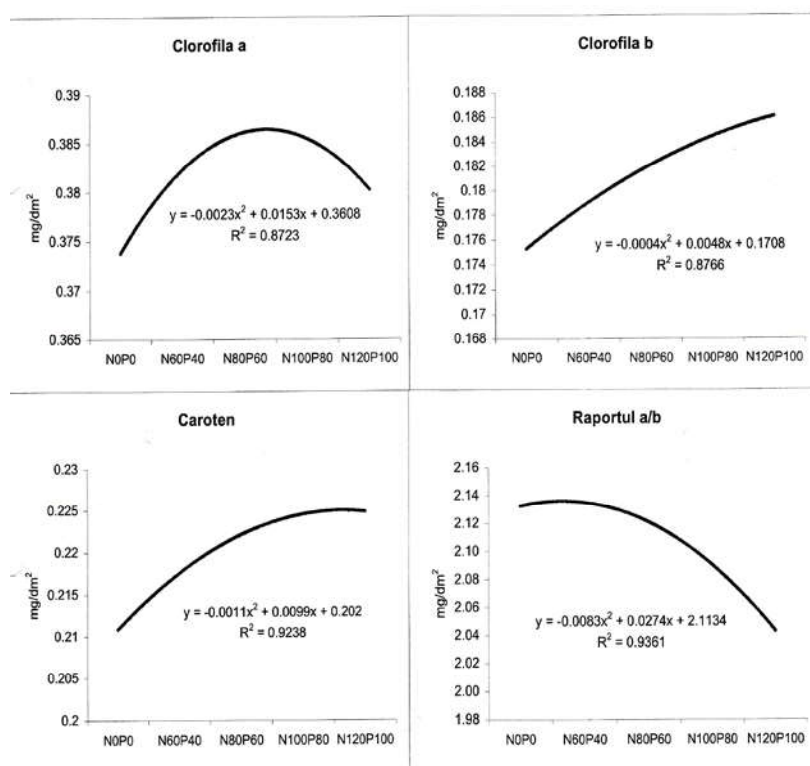 Clorofila a
0.39
0.385
0.38
0.375
0.37
0.365
mg/dm²
y = -0.0023x² + 0.0153x + 0.3608
R² = 0.8723
N0P0 N60P40 N80P60 N100P80 N120P100
Clorofila b
0.188
0.186
0.184
0.182
0.18
0.178
0.176
0.174
0.172
0.17
0.168
mg/dm²
y = -0.0004x² + 0.0048x + 0.1708
R² = 0.8766
N0P0 N60P40 N80P60 N100P80 N120P100
Caroten
0.23
0.225
0.22
0.215
0.21
0.205
0.2
mg/dm²
y = -0.0011x² + 0.0099x + 0.202
R² = 0.9238
N0P0 N60P40 N80P60 N100P80 N120P100
Raportul a/b
2.16
2.14
2.12
2.10
2.08
2.06
2.04
2.02
2.00
1.98
mg/dm²
y = -0.0083x² + 0.0274x + 2.1134
R² = 0.9361
N0P0 N60P40 N80P60 N100P80 N120P100